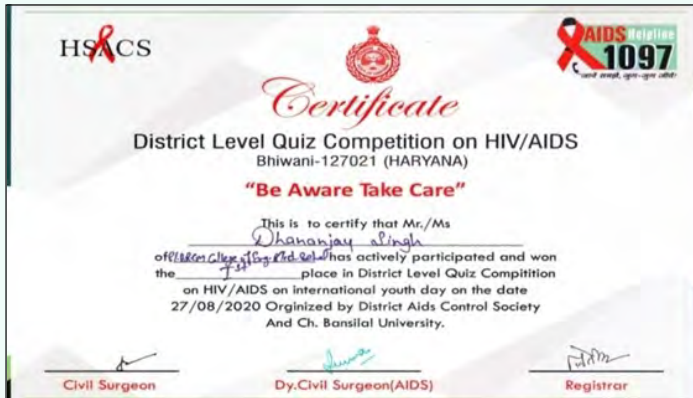 HSACS
AIDS Helpline
1097
Certificate
District Level Quiz Competition on HIV/AIDS
Bhiwani-127021 (HARYANA)
“Be Aware Take Care”
This is to certify that Mr./Ms
Dhananjay Singh
of College of has actively participated and won
the Ist place in District Level Quiz Compitition
on HIV/AIDS on international youth day on the date
27/08/2020 Orginized by District Aids Control Society
And Ch. Bansilal University.
Civil Surgeon
Dy.Civil Surgeon(AIDS)
Registrar